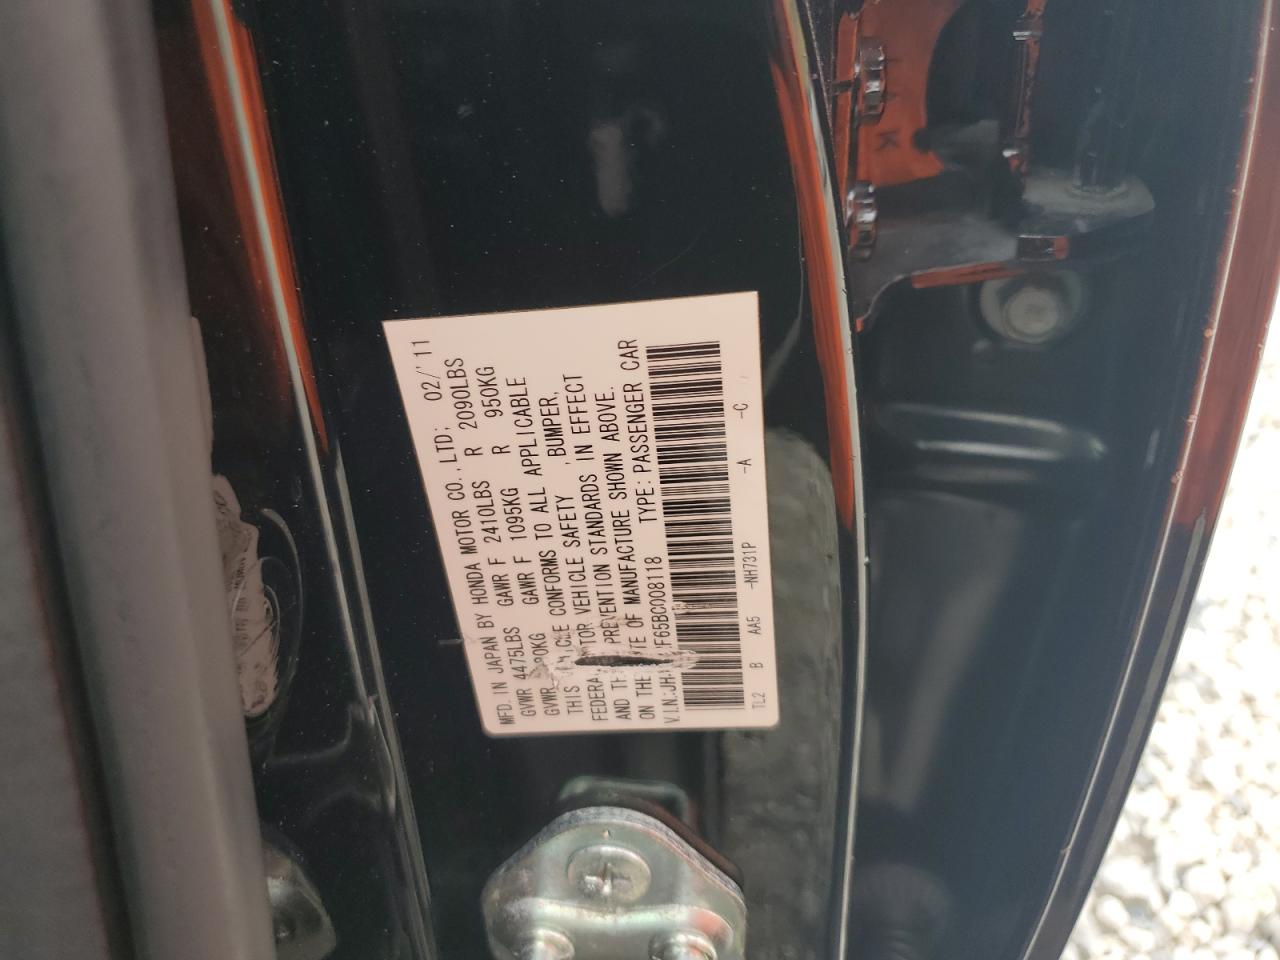 MFD. IN JAPAN BY HONDA MOTOR CO., LTD; 02/'11
GVWR 4475LBS GAWR F 2410LBS R 2090LBS
GVWR GAWR F 1095KG R 950KG
THIS CONFORMS TO ALL APPLICABLE
VEHICLE SAFETY , BUMPER,
AND PREVENTION STANDARDS IN EFFECT
ON THE OF MANUFACTURE SHOWN ABOVE.
V.I.N.: F65BC008118 TYPE: PASSENGER CAR
TL2 B AA5 -NH731P -A -C
K